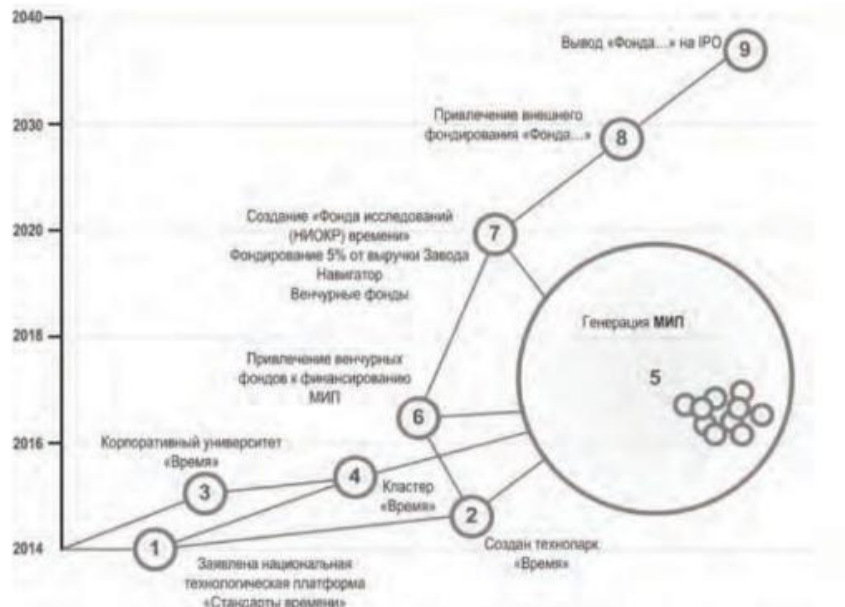 2040
Вывод «Фонда...» на IPO
9
Привлечение внешнего
фондирования «Фонда...»
8
2030
Создание «Фонда исследований
(НИОКР) времени»
Фондирование 5% от выручки Завода
Навигатор
Венчурные фонды
7
2020
Генерация МИП
5
2018
Привлечение венчурных
фондов к финансированию
МИП
6
2016
Корпоративный университет
«Время»
3
4
Кластер
«Время»
2
Создан технопарк
«Время»
2014
1
Заявлена национальная
технологическая платформа
«Стандарты времени»